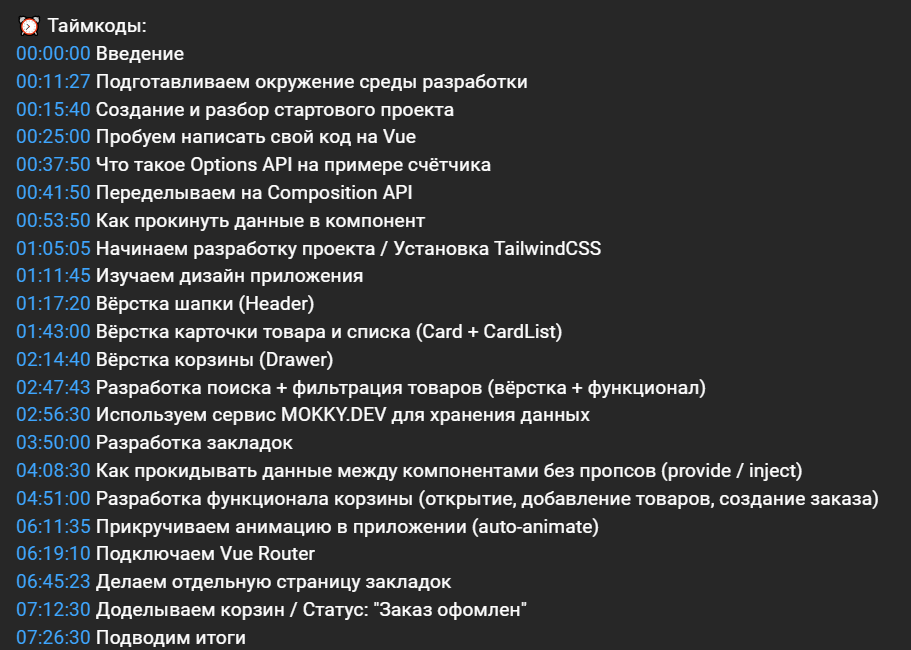 ⏰ Таймкоды:
00:00:00 Введение
00:11:27 Подготавливаем окружение среды разработки
00:15:40 Создание и разбор стартового проекта
00:25:00 Пробуем написать свой код на Vue
00:37:50 Что такое Options API на примере счётчика
00:41:50 Переделываем на Composition API
00:53:50 Как прокинуть данные в компонент
01:05:05 Начинаем разработку проекта / Установка TailwindCSS
01:11:45 Изучаем дизайн приложения
01:17:20 Вёрстка шапки (Header)
01:43:00 Вёрстка карточки товара и списка (Card + CardList)
02:14:40 Вёрстка корзины (Drawer)
02:47:43 Разработка поиска + фильтрация товаров (вёрстка + функционал)
02:56:30 Используем сервис MOKKY.DEV для хранения данных
03:50:00 Разработка закладок
04:08:30 Как прокидывать данные между компонентами без пропсов (provide / inject)
04:51:00 Разработка функционала корзины (открытие, добавление товаров, создание заказа)
06:11:35 Прикручиваем анимацию в приложении (auto-animate)
06:19:10 Подключаем Vue Router
06:45:23 Делаем отдельную страницу закладок
07:12:30 Доделываем корзин / Статус: "Заказ офомлен"
07:26:30 Подводим итоги